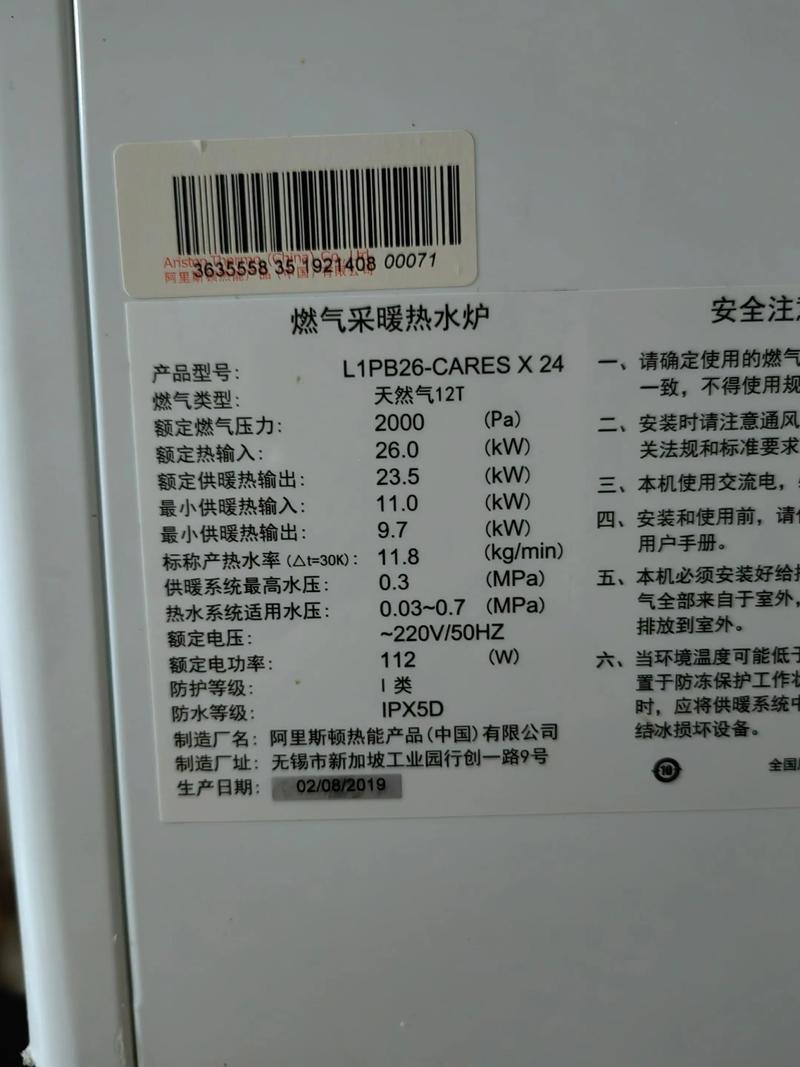 Ariston Thermo (China) Co., Ltd.
3635558 35 1921408 00071
燃气采暖热水炉
产品型号: L1PB26-CARES X 24
燃气类型: 天然气12T
额定燃气压力: 2000 (Pa)
额定热输入: 26.0 (kW)
额定供暖热输出: 23.5 (kW)
最小供暖热输入: 11.0 (kW)
最小供暖热输出: 9.7 (kW)
标称产热水率(△t=30K): 11.8 (kg/min)
供暖系统最高水压: 0.3 (MPa)
热水系统适用水压: 0.03~0.7 (MPa)
额定电压: ~220V/50HZ
额定电功率: 112 (W)
防护等级: I 类
防水等级: IPX5D
制造厂名: 阿里斯顿热能产品(中国)有限公司
制造厂址: 无锡市新加坡工业园行创一路9号
生产日期: 02/08/2019
安全注
一、请确定使用的燃气
一致，不得使用规
二、安装时请注意通风
关法规和标准要求
三、本机使用交流电，
四、安装和使用前，请
用户手册。
五、本机必须安装好给
气全部来自于室外，
排放到室外。
六、当环境温度可能低于
置于防冻保护工作状
时，应将供暖系统中
结冰损坏设备。
10
全国